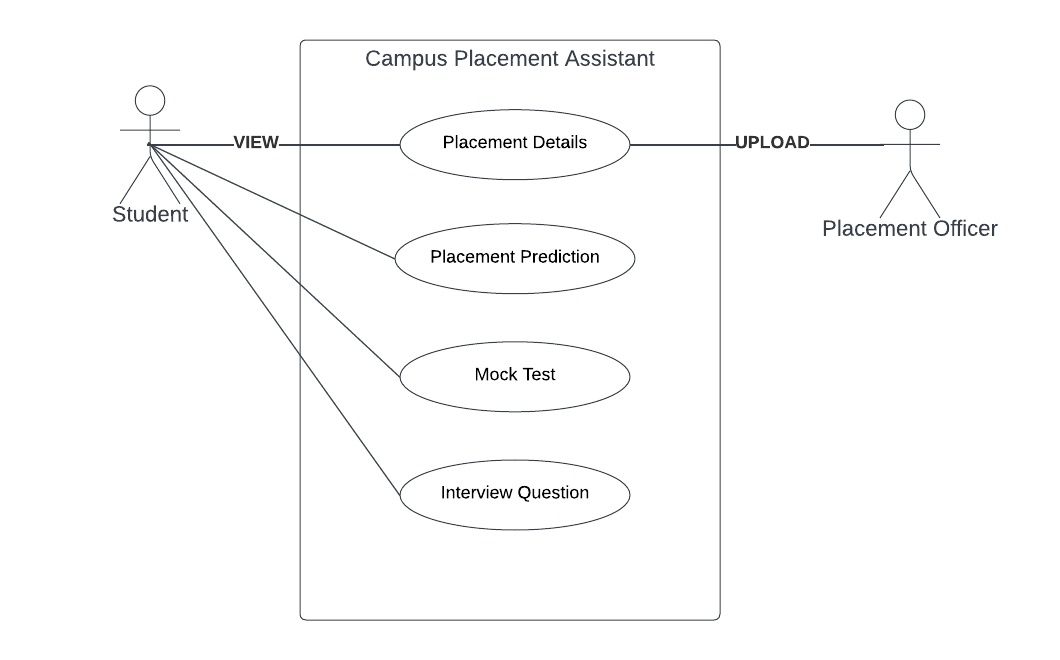 Campus Placement Assistant
VIEW
Placement Details
UPLOAD
Student
Placement Officer
Placement Prediction
Mock Test
Interview Question